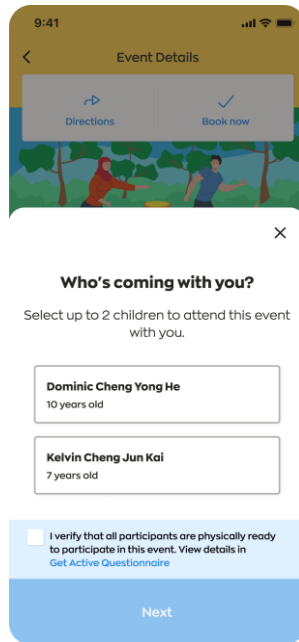 9:41
Event Details
Directions
Book now
Who's coming with you?
Select up to 2 children to attend this event
with you.
Dominic Cheng Yong He
10 years old
Kelvin Cheng Jun Kai
7 years old
I verify that all participants are physically ready
to participate in this event. View details in
Get Active Questionnaire
Next